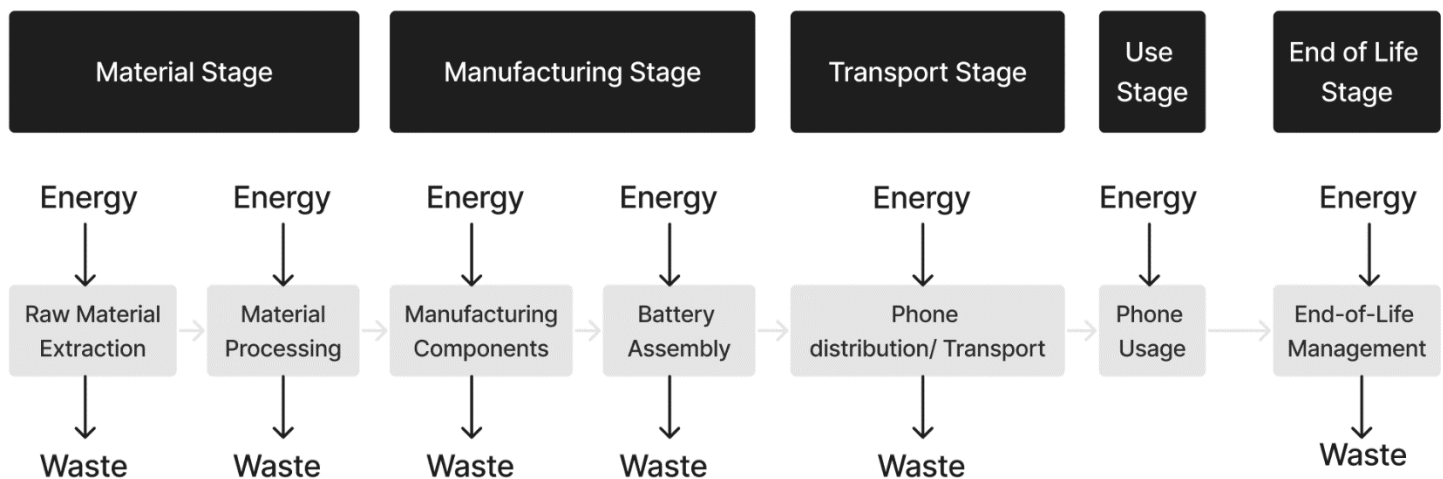 Material Stage
Manufacturing Stage
Transport Stage
Use
Stage
End of Life
Stage
Energy
Energy
Energy
Energy
Energy
Energy
Energy
Raw Material
Extraction
Material
Processing
Manufacturing
Components
Battery
Assembly
Phone
distribution/ Transport
Phone
Usage
End-of-Life
Management
Waste
Waste
Waste
Waste
Waste
Waste